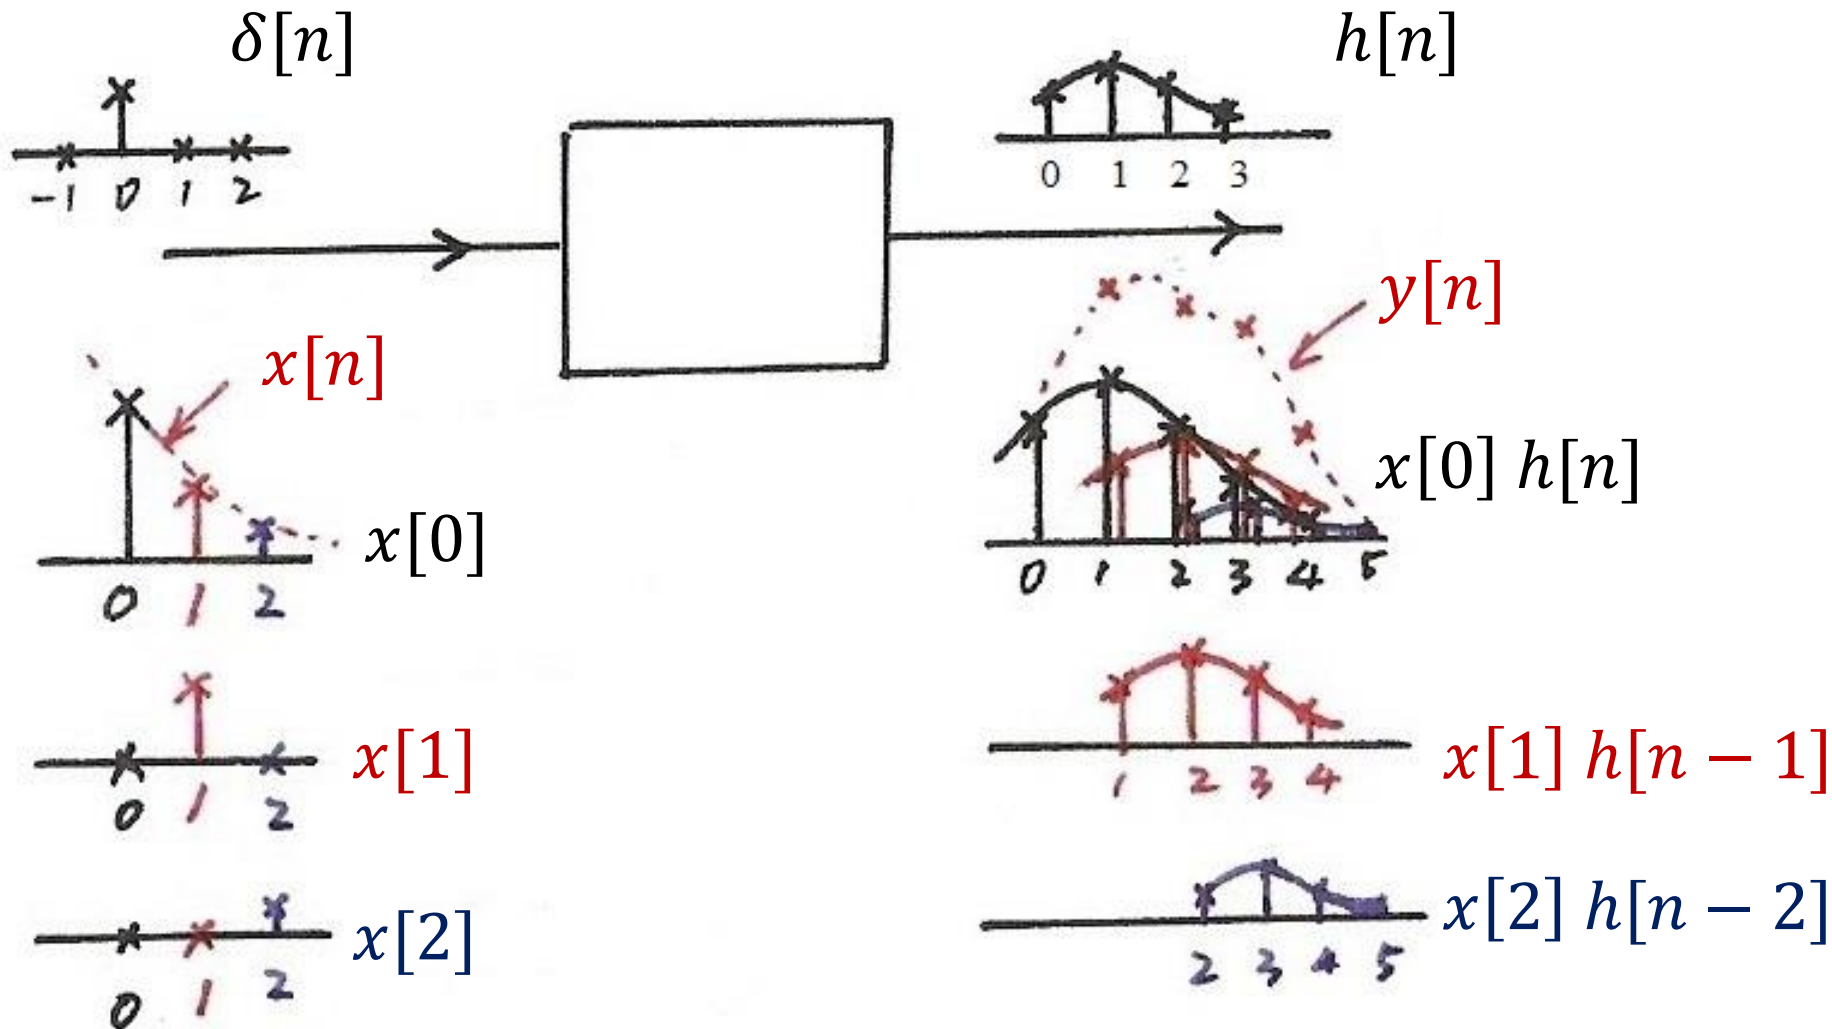 δ[n]
h[n]
-1 0 1 2
0 1 2 3
x[n]
y[n]
x[0]
x[0] h[n]
0 1 2
0 1 2 3 4 5
x[1]
x[1] h[n − 1]
0 1 2
1 2 3 4
x[2]
x[2] h[n − 2]
0 1 2
2 3 4 5